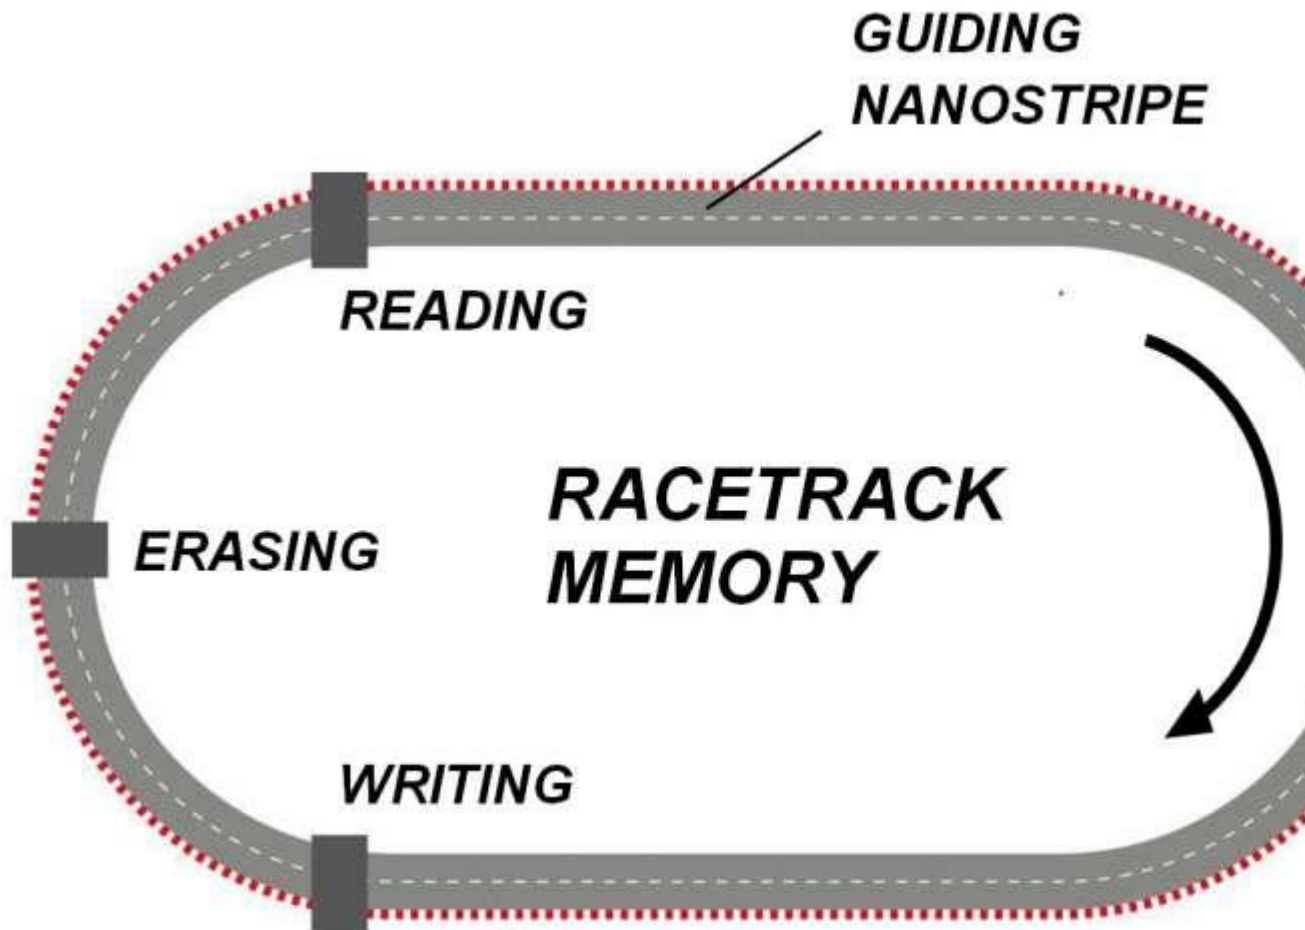 GUIDING
NANOSTRIPE
READING
RACETRACK
MEMORY
ERASING
WRITING